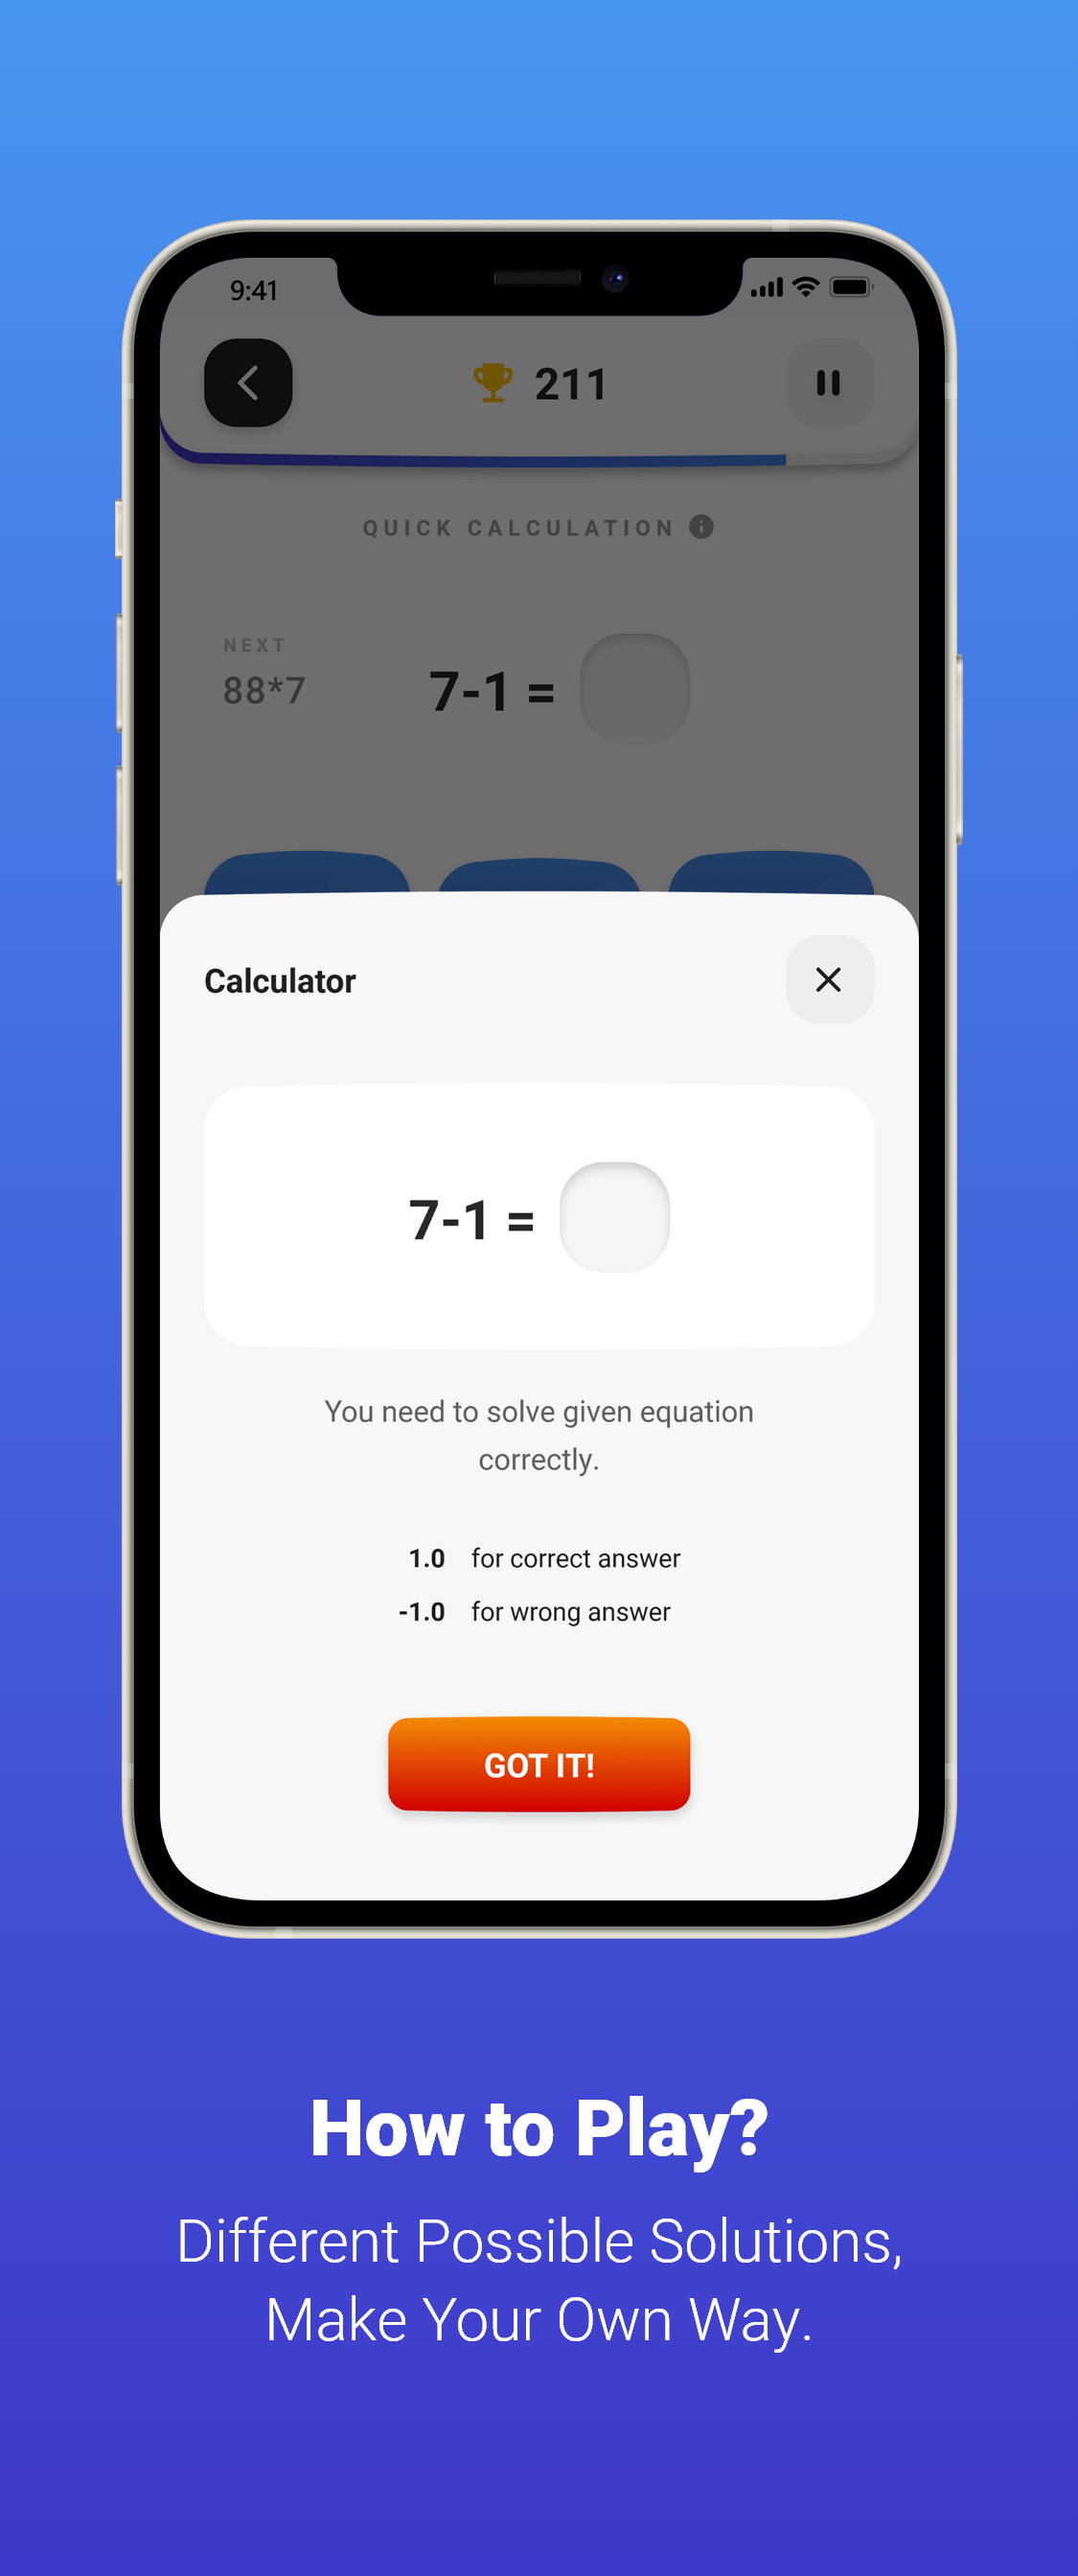 9:41
211
QUICK CALCULATION
NEXT
88*7
7-1 =
Calculator
7-1 =
You need to solve given equation
correctly.
1.0 for correct answer
-1.0 for wrong answer
GOT IT!
How to Play?
Different Possible Solutions,
Make Your Own Way.